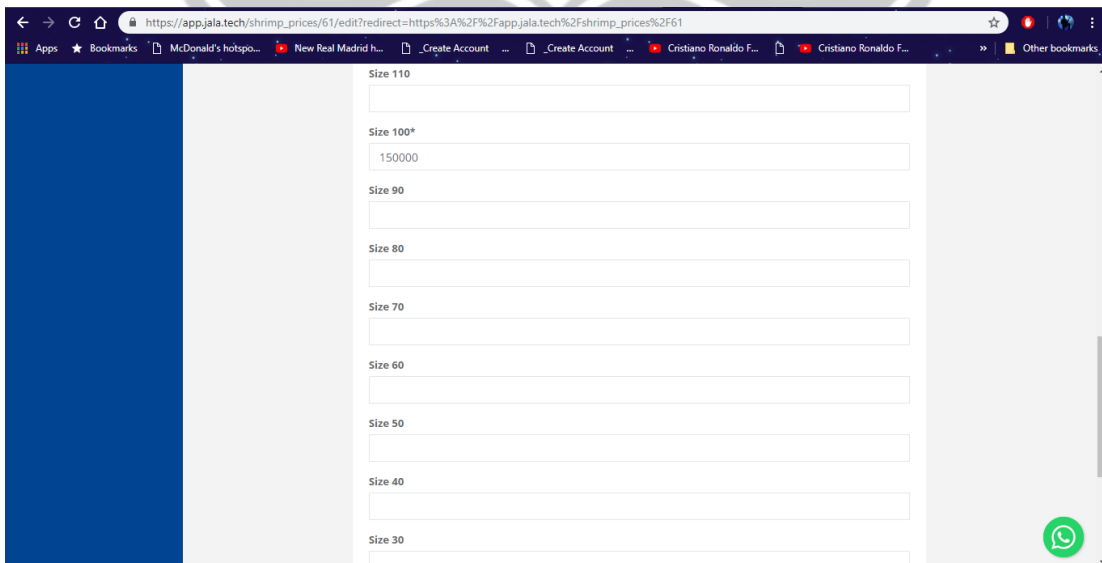 https://app.jala.tech/shrimp_prices/61/edit?redirect=https%3A%2F%2Fapp.jala.tech%2Fshrimp_prices%2F61
Apps Bookmarks McDonald's hotspo... New Real Madrid h... _Create Account ... _Create Account ... Cristiano Ronaldo F... Cristiano Ronaldo F... » Other bookmarks
Size 110
Size 100*
150000
Size 90
Size 80
Size 70
Size 60
Size 50
Size 40
Size 30